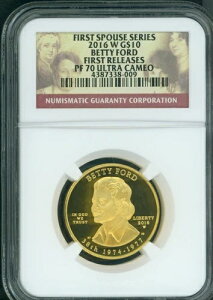 FIRST SPOUSE SERIES
2016 W G$10
BETTY FORD
FIRST RELEASES
PF 70 ULTRA CAMEO
4387338-009
NUMISMATIC GUARANTY CORPORATION
BETTY FORD
IN GOD
WE
TRUST
LIBERTY
2016
W
38th 1974-1977